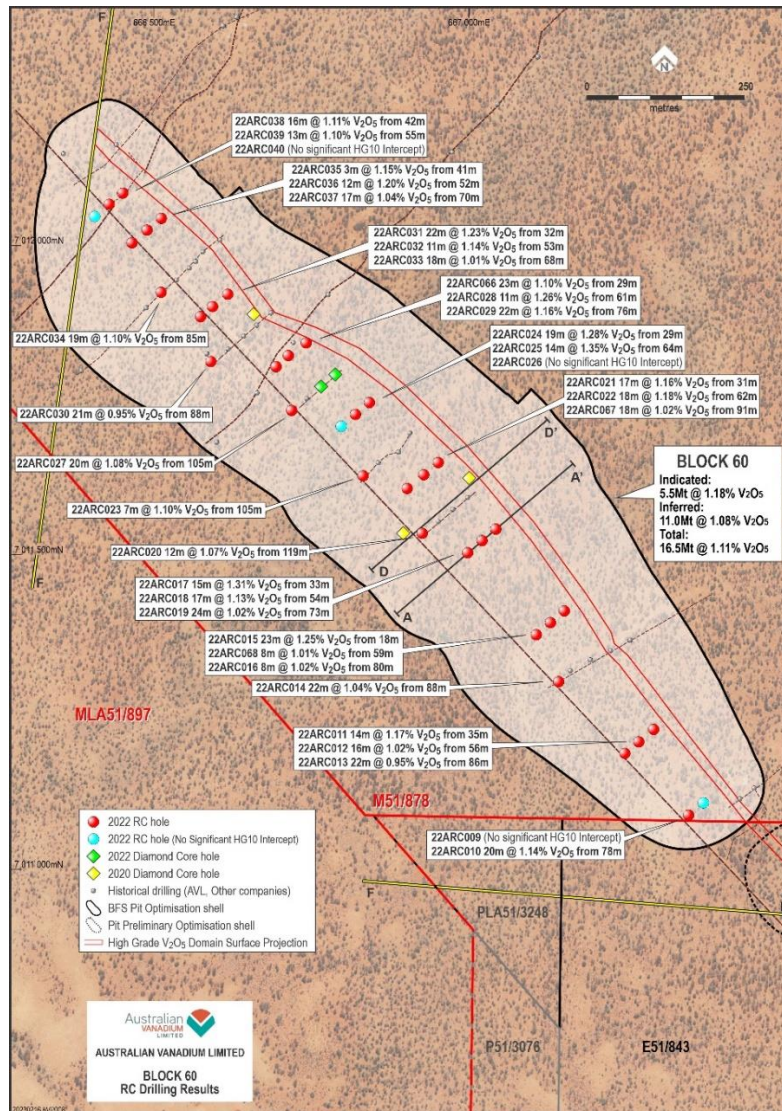 F
666,500mE
667,000mE
N
0 250
metres
22ARC038 16m @ 1.11% V₂O₅ from 42m
22ARC039 13m @ 1.10% V₂O₅ from 55m
22ARC040 (No significant HG10 Intercept)
22ARC035 3m @ 1.15% V₂O₅ from 41m
22ARC036 12m @ 1.20% V₂O₅ from 52m
22ARC037 17m @ 1.04% V₂O₅ from 70m
7,012,000mN
22ARC031 22m @ 1.23% V₂O₅ from 32m
22ARC032 11m @ 1.14% V₂O₅ from 53m
22ARC033 18m @ 1.01% V₂O₅ from 68m
22ARC066 23m @ 1.10% V₂O₅ from 29m
22ARC028 11m @ 1.26% V₂O₅ from 61m
22ARC029 22m @ 1.16% V₂O₅ from 76m
22ARC034 19m @ 1.10% V₂O₅ from 85m
22ARC024 19m @ 1.28% V₂O₅ from 29m
22ARC025 14m @ 1.35% V₂O₅ from 64m
22ARC026 (No significant HG10 Intercept)
22ARC021 17m @ 1.16% V₂O₅ from 31m
22ARC022 18m @ 1.18% V₂O₅ from 62m
22ARC067 18m @ 1.02% V₂O₅ from 91m
22ARC030 21m @ 0.95% V₂O₅ from 88m
D'
22ARC027 20m @ 1.08% V₂O₅ from 105m
A'
BLOCK 60
Indicated:
5.5Mt @ 1.18% V₂O₅
Inferred:
11.0Mt @ 1.08% V₂O₅
Total:
16.5Mt @ 1.11% V₂O₅
22ARC023 7m @ 1.10% V₂O₅ from 105m
7,011,500mN
22ARC020 12m @ 1.07% V₂O₅ from 119m
D
F
22ARC017 15m @ 1.31% V₂O₅ from 33m
22ARC018 17m @ 1.13% V₂O₅ from 54m
22ARC019 24m @ 1.02% V₂O₅ from 73m
A
22ARC015 23m @ 1.25% V₂O₅ from 18m
22ARC068 8m @ 1.01% V₂O₅ from 59m
22ARC016 8m @ 1.02% V₂O₅ from 80m
22ARC014 22m @ 1.04% V₂O₅ from 88m
MLA51/897
22ARC011 14m @ 1.17% V₂O₅ from 35m
22ARC012 16m @ 1.02% V₂O₅ from 56m
22ARC013 22m @ 0.95% V₂O₅ from 86m
M51/878
22ARC009 (No significant HG10 Intercept)
22ARC010 20m @ 1.14% V₂O₅ from 78m
2022 RC hole
2022 RC hole (No Significant HG10 Intercept)
2022 Diamond Core hole
2020 Diamond Core hole
Historical drilling (AVL, Other companies)
BFS Pit Optimisation shell
Pit Preliminary Optimisation shell
High Grade V₂O₅ Domain Surface Projection
7,011,000mN
F
F
PLA51/3248
P51/3076
E51/843
Australian
VANADIUM
LIMITED
AUSTRALIAN VANADIUM LIMITED
BLOCK 60
RC Drilling Results